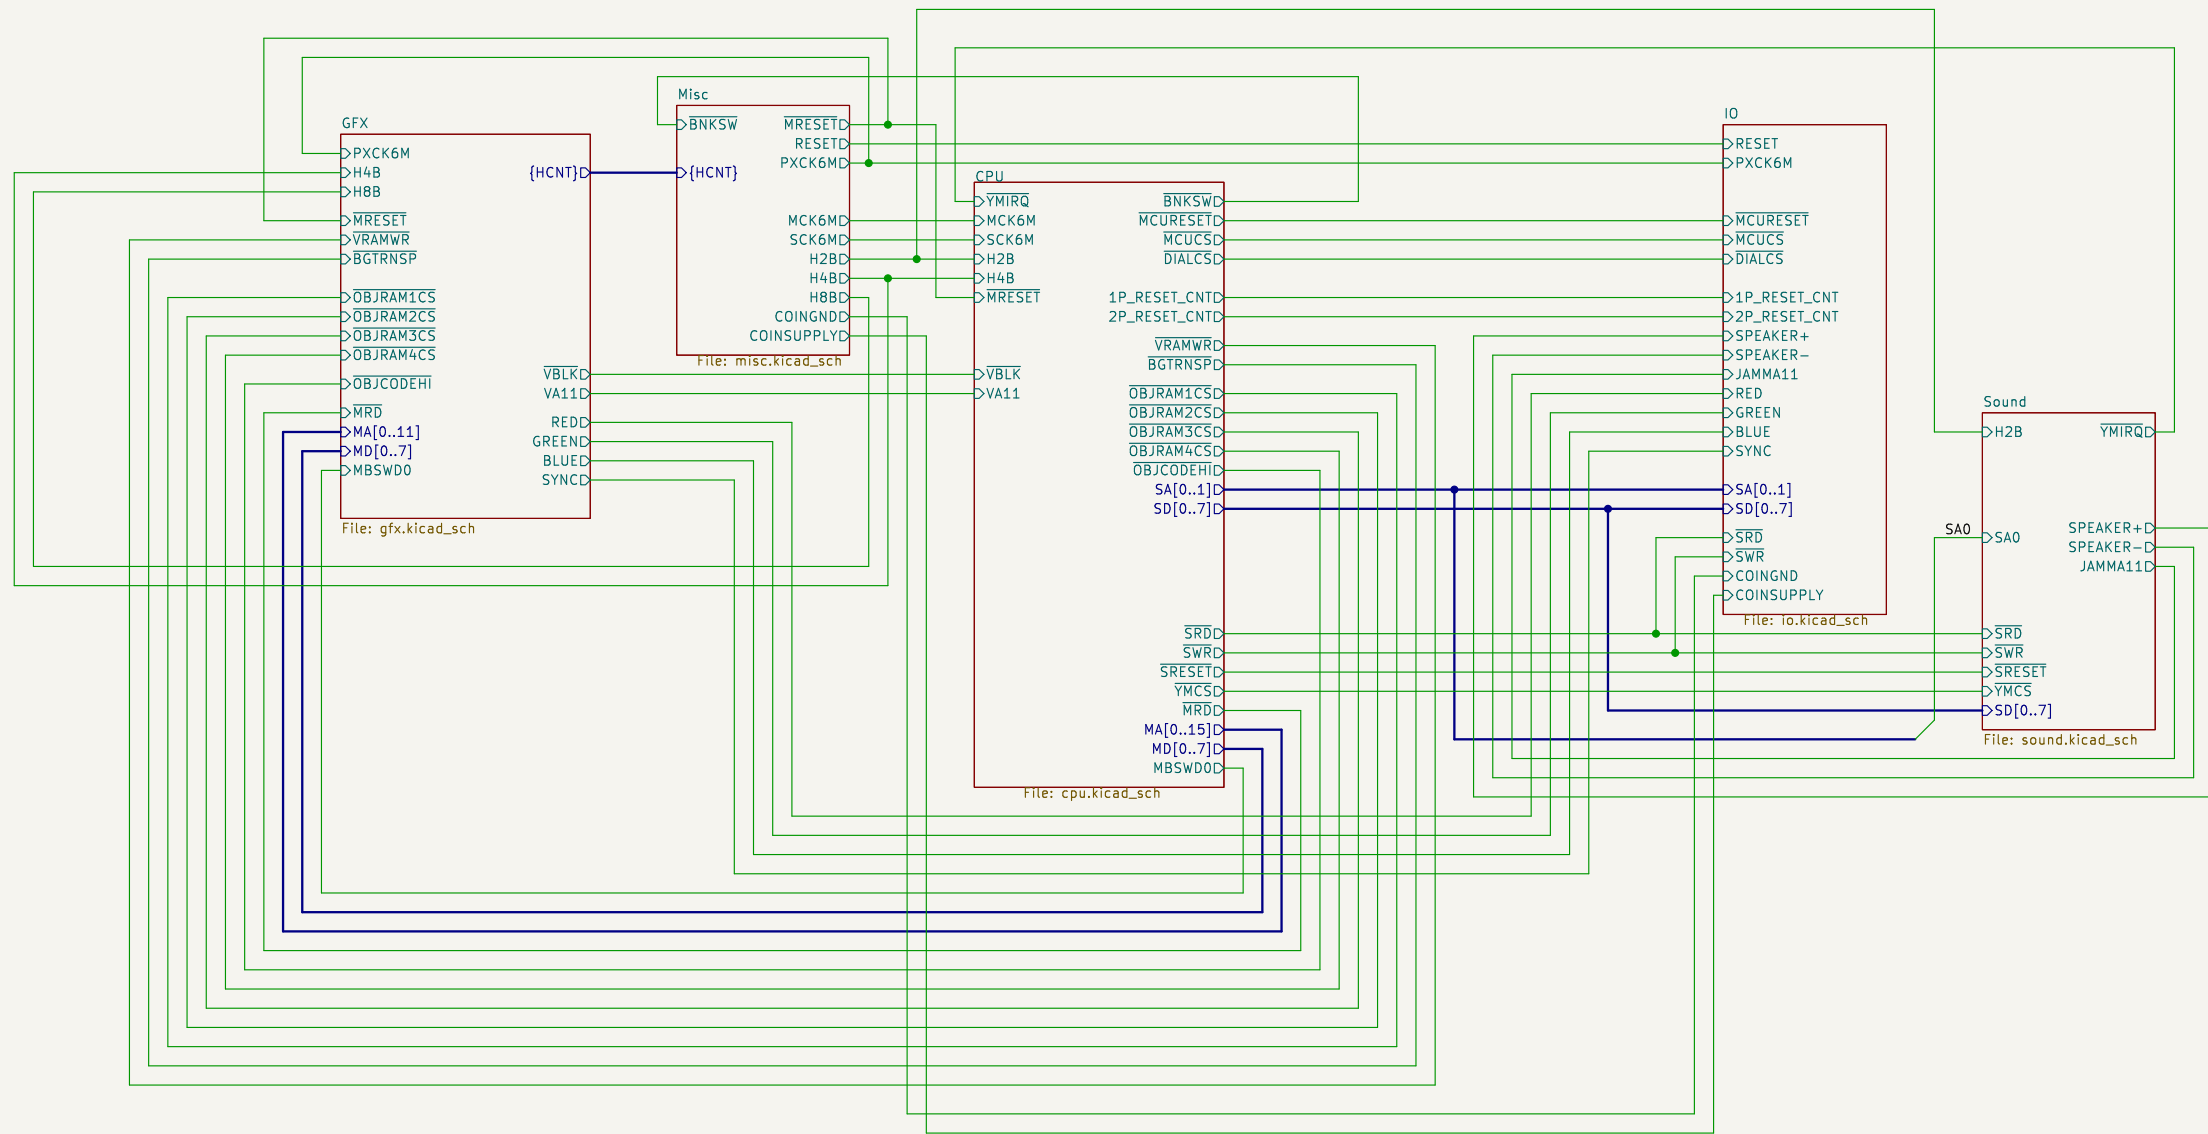 GFX
PXCK6M
H4B
H8B
MRESET
VRAMWR
BGTRNSP
OBJRAM1CS
OBJRAM2CS
OBJRAM3CS
OBJRAM4CS
OBJCODEHI
MRD
MA[0..11]
MD[0..7]
MBSWD0
{HCNT}
VBLK
VA11
RED
GREEN
BLUE
SYNC
File: gfx.kicad_sch
Misc
BNKSW
{HCNT}
MRESET
RESET
PXCK6M
MCK6M
SCK6M
H2B
H4B
H8B
COINGND
COINSUPPLY
File: misc.kicad_sch
CPU
YMIRQ
MCK6M
SCK6M
H2B
H4B
MRESET
VBLK
VA11
BNKSW
MCURESET
MCUCS
DIALCS
1P_RESET_CNT
2P_RESET_CNT
VRAMWR
BGTRNSP
OBJRAM1CS
OBJRAM2CS
OBJRAM3CS
OBJRAM4CS
OBJCODEHI
SA[0..1]
SD[0..7]
SRD
SWR
SRESET
YMCS
MRD
MA[0..15]
MD[0..7]
MBSWD0
File: cpu.kicad_sch
IO
RESET
PXCK6M
MCURESET
MCUCS
DIALCS
1P_RESET_CNT
2P_RESET_CNT
SPEAKER+
SPEAKER-
JAMMA11
RED
GREEN
BLUE
SYNC
SA[0..1]
SD[0..7]
SRD
SWR
COINGND
COINSUPPLY
File: io.kicad_sch
Sound
H2B
SA0
SA0
SRD
SWR
SRESET
YMCS
SD[0..7]
YMIRQ
SPEAKER+
SPEAKER-
JAMMA11
File: sound.kicad_sch